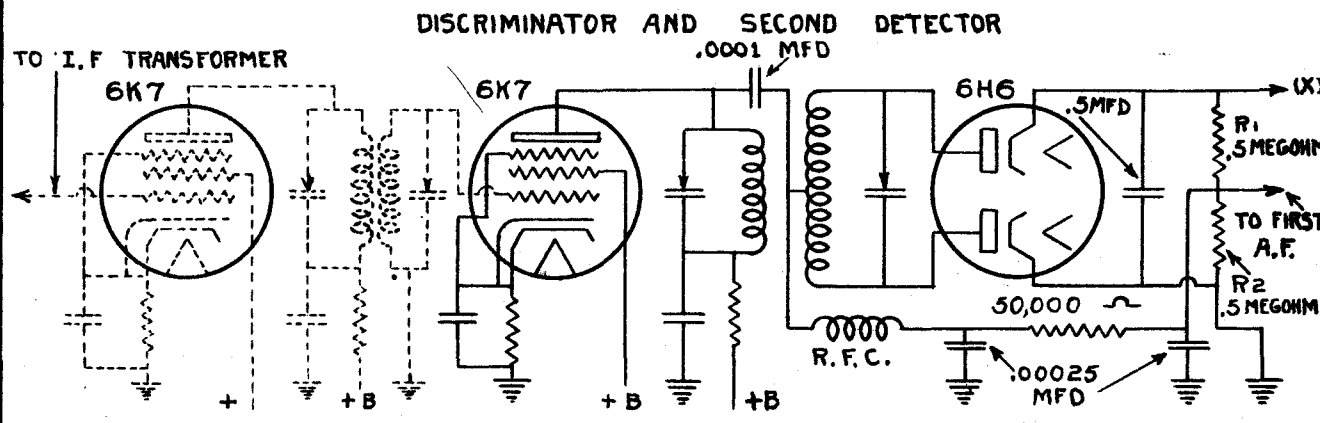 DISCRIMINATOR AND SECOND DETECTOR
TO I.F TRANSFORMER
.0001 MFD
6K7
6K7
6H6
.5MFD
(X)
R1
.5 MEGOHM
TO FIRST
A.F.
R2
.5 MEGOHM
50,000
R.F.C.
.00025
MFD
+
+B
+B
+B